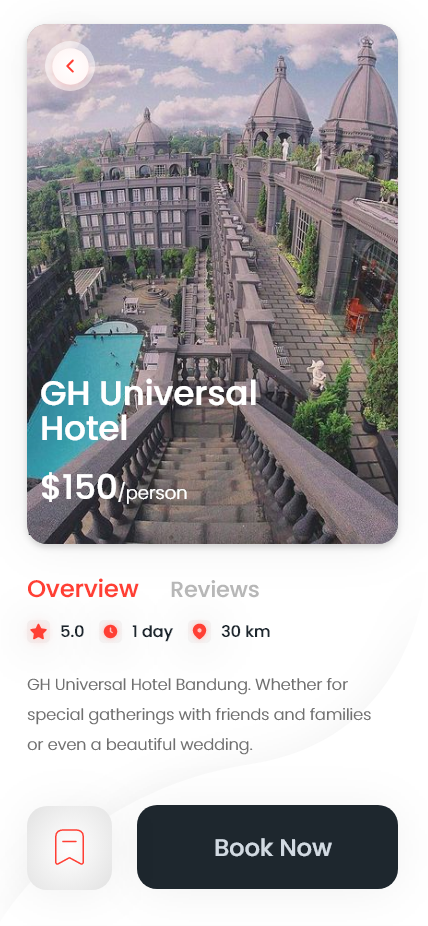 GH Universal
Hotel
$150/person
Overview Reviews
5.0 1 day 30 km
GH Universal Hotel Bandung. Whether for
special gatherings with friends and families
or even a beautiful wedding.
Book Now